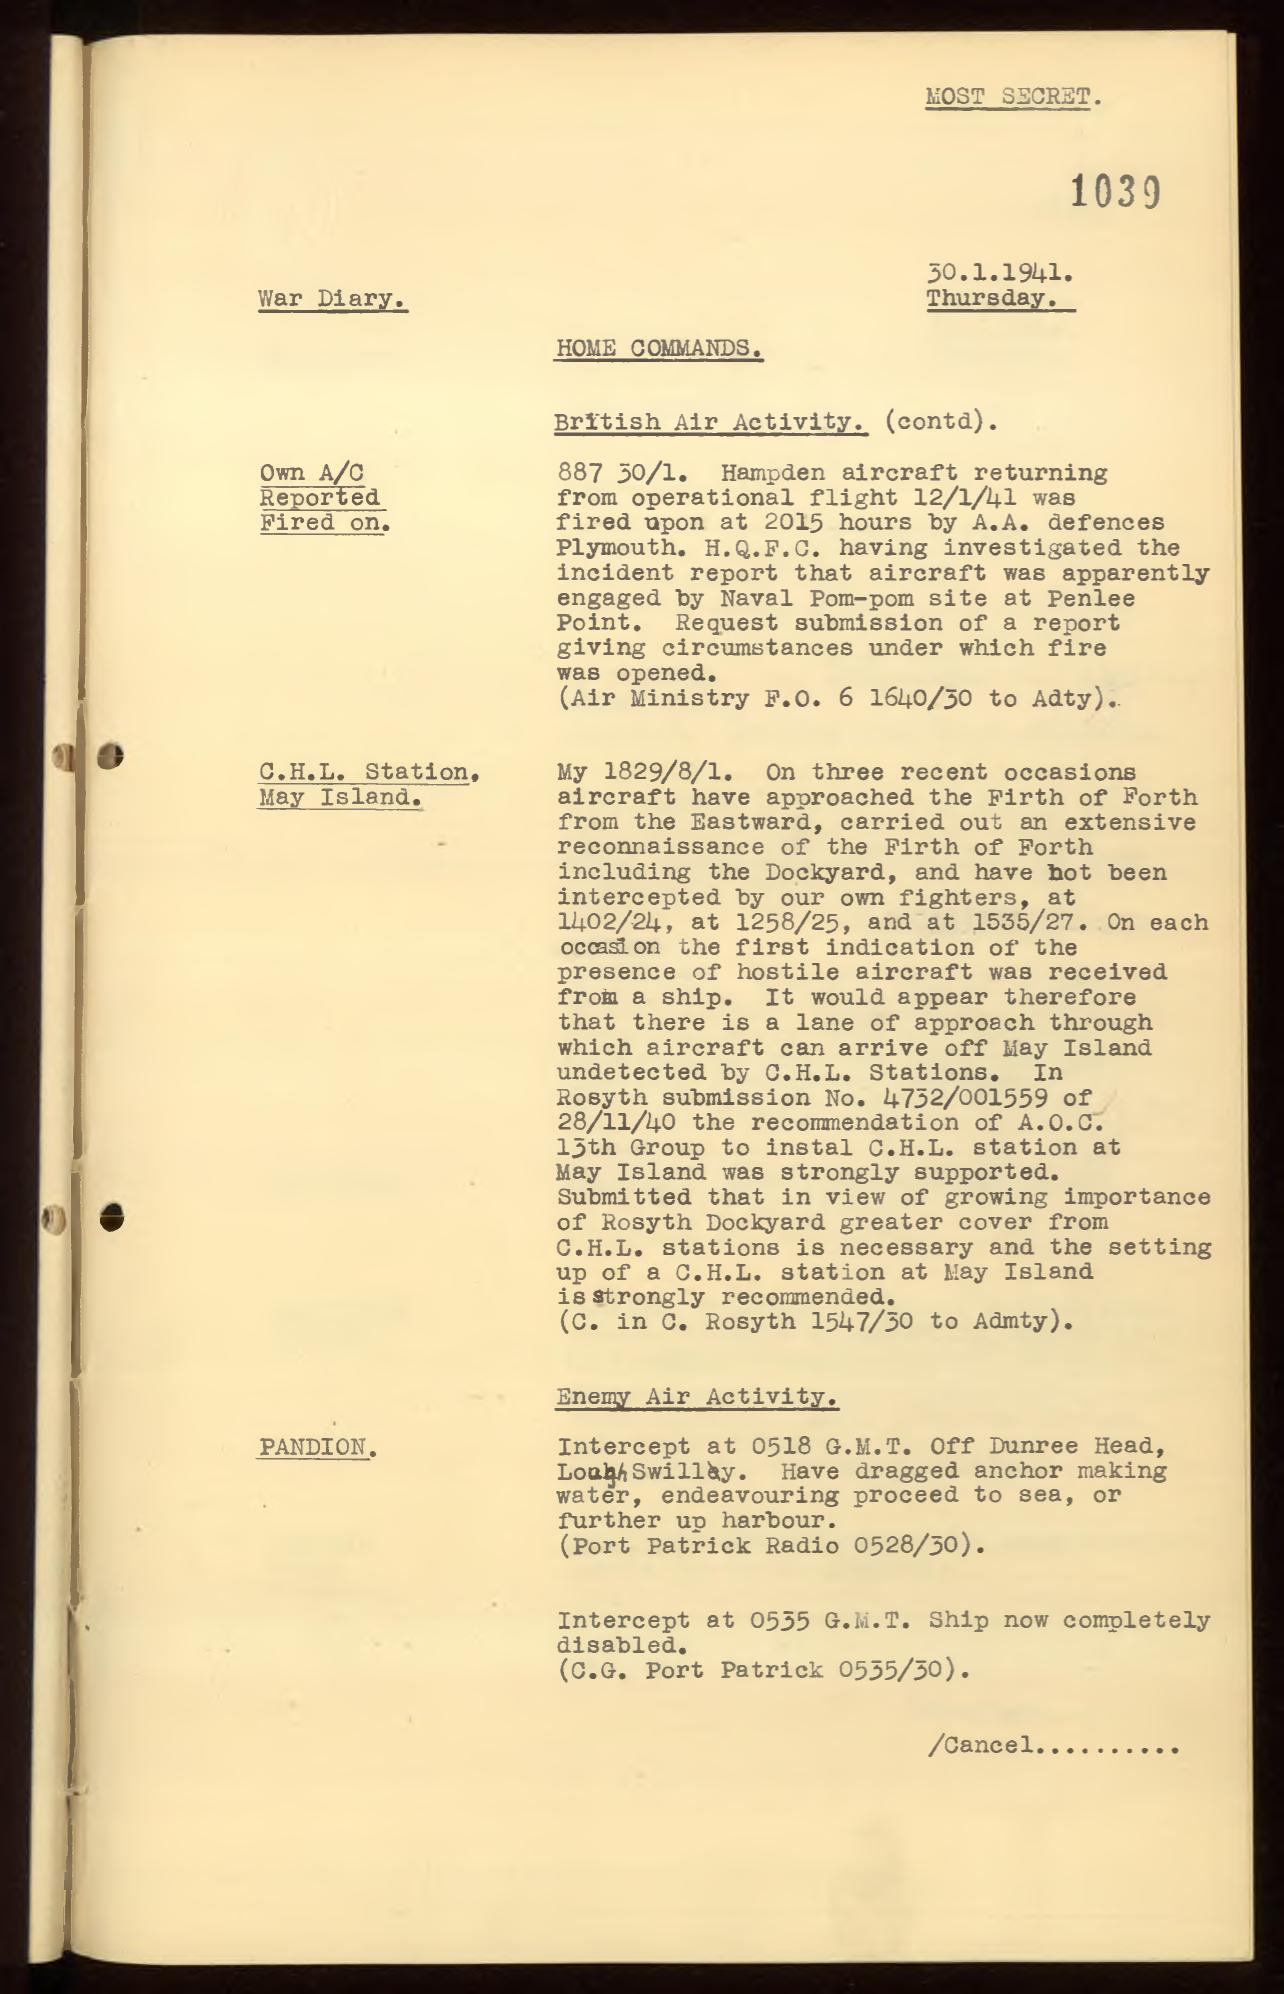 MOST SECRET.
1039
30.1.1941.
War Diary.
Thursday.
HOME COMMANDS.
British Air Activity. (contd).
Own A/C
Reported
Fired on.
887 30/1. Hampden aircraft returning
from operational flight 12/1/41 was
fired upon at 2015 hours by A.A. defences
Plymouth. H.Q.F.C. having investigated the
incident report that aircraft was apparently
engaged by Naval Pom-pom site at Penlee
Point. Request submission of a report
giving circumstances under which fire
was opened.
(Air Ministry F.O. 6 1640/30 to Adty).
C.H.L. Station,
May Island.
My 1829/8/1. On three recent occasions
aircraft have approached the Firth of Forth
from the Eastward, carried out an extensive
reconnaissance of the Firth of Forth
including the Dockyard, and have not been
intercepted by our own fighters, at
1402/24, at 1258/25, and at 1535/27. On each
occasion the first indication of the
presence of hostile aircraft was received
from a ship. It would appear therefore
that there is a lane of approach through
which aircraft can arrive off May Island
undetected by C.H.L. Stations. In
Rosyth submission No. 4732/001559 of
28/11/40 the recommendation of A.O.C.
13th Group to instal C.H.L. station at
May Island was strongly supported.
Submitted that in view of growing importance
of Rosyth Dockyard greater cover from
C.H.L. stations is necessary and the setting
up of a C.H.L. station at May Island
is strongly recommended.
(C. in C. Rosyth 1547/30 to Admty).
Enemy Air Activity.
PANDION.
Intercept at 0518 G.M.T. Off Dunree Head,
Lough Swilly. Have dragged anchor making
water, endeavouring proceed to sea, or
further up harbour.
(Port Patrick Radio 0528/30).
Intercept at 0535 G.M.T. Ship now completely
disabled.
(C.G. Port Patrick 0535/30).
/Cancel..........